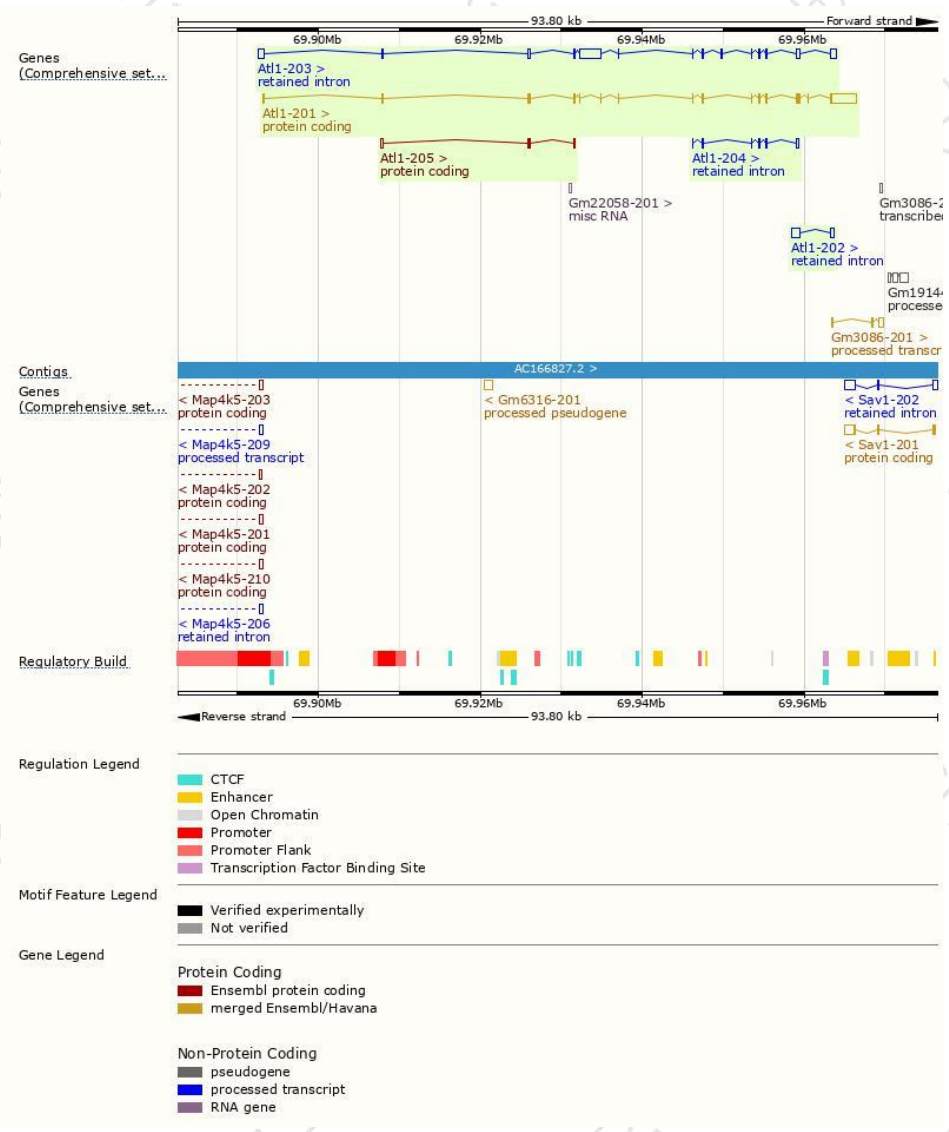 93.80 kb
Forward strand
69.90Mb 69.92Mb 69.94Mb 69.96Mb
Genes
(Comprehensive set...
Atl1-203 >
retained intron
Atl1-201 >
protein coding
Atl1-205 >
protein coding
Atl1-204 >
retained intron
Gm22058-201 >
misc RNA
Gm3086-2
transcribed
Atl1-202 >
retained intron
Gm1914
processe
Gm3086-201 >
processed transcr
Contigs
AC166827.2 >
Genes
(Comprehensive set...
< Map4k5-203
protein coding
< Gm6316-201
processed pseudogene
< Sav1-202
retained intron
< Map4k5-209
processed transcript
< Sav1-201
protein coding
< Map4k5-202
protein coding
< Map4k5-201
protein coding
< Map4k5-210
protein coding
< Map4k5-206
retained intron
Regulatory Build
69.90Mb 69.92Mb 69.94Mb 69.96Mb
Reverse strand
93.80 kb
Regulation Legend
CTCF
Enhancer
Open Chromatin
Promoter
Promoter Flank
Transcription Factor Binding Site
Motif Feature Legend
Verified experimentally
Not verified
Gene Legend
Protein Coding
Ensembl protein coding
merged Ensembl/Havana
Non-Protein Coding
pseudogene
processed transcript
RNA gene